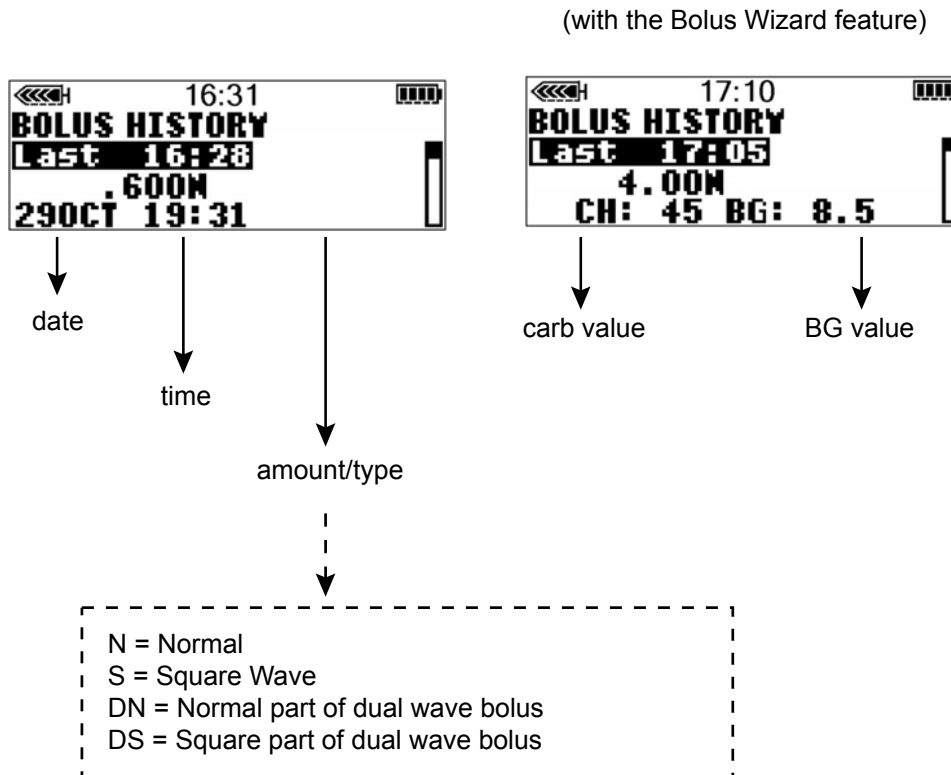 (with the Bolus Wizard feature)
16:31
BOLUS HISTORY
Last 16:28
.600N
29OCT 19:31
17:10
BOLUS HISTORY
Last 17:05
4.00N
CH: 45 BG: 8.5
date
time
amount/type
carb value
BG value
N = Normal
S = Square Wave
DN = Normal part of dual wave bolus
DS = Square part of dual wave bolus